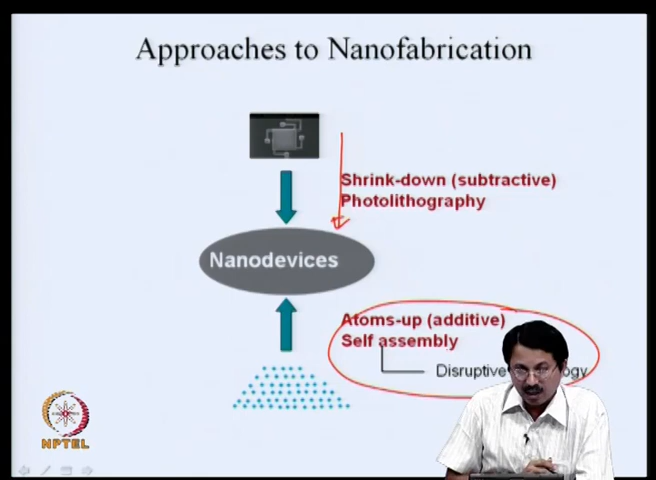 Approaches to Nanofabrication
Shrink-down (subtractive)
Photolithography
Nanodevices
Atoms-up (additive)
Self assembly
Disruptive
NPTEL